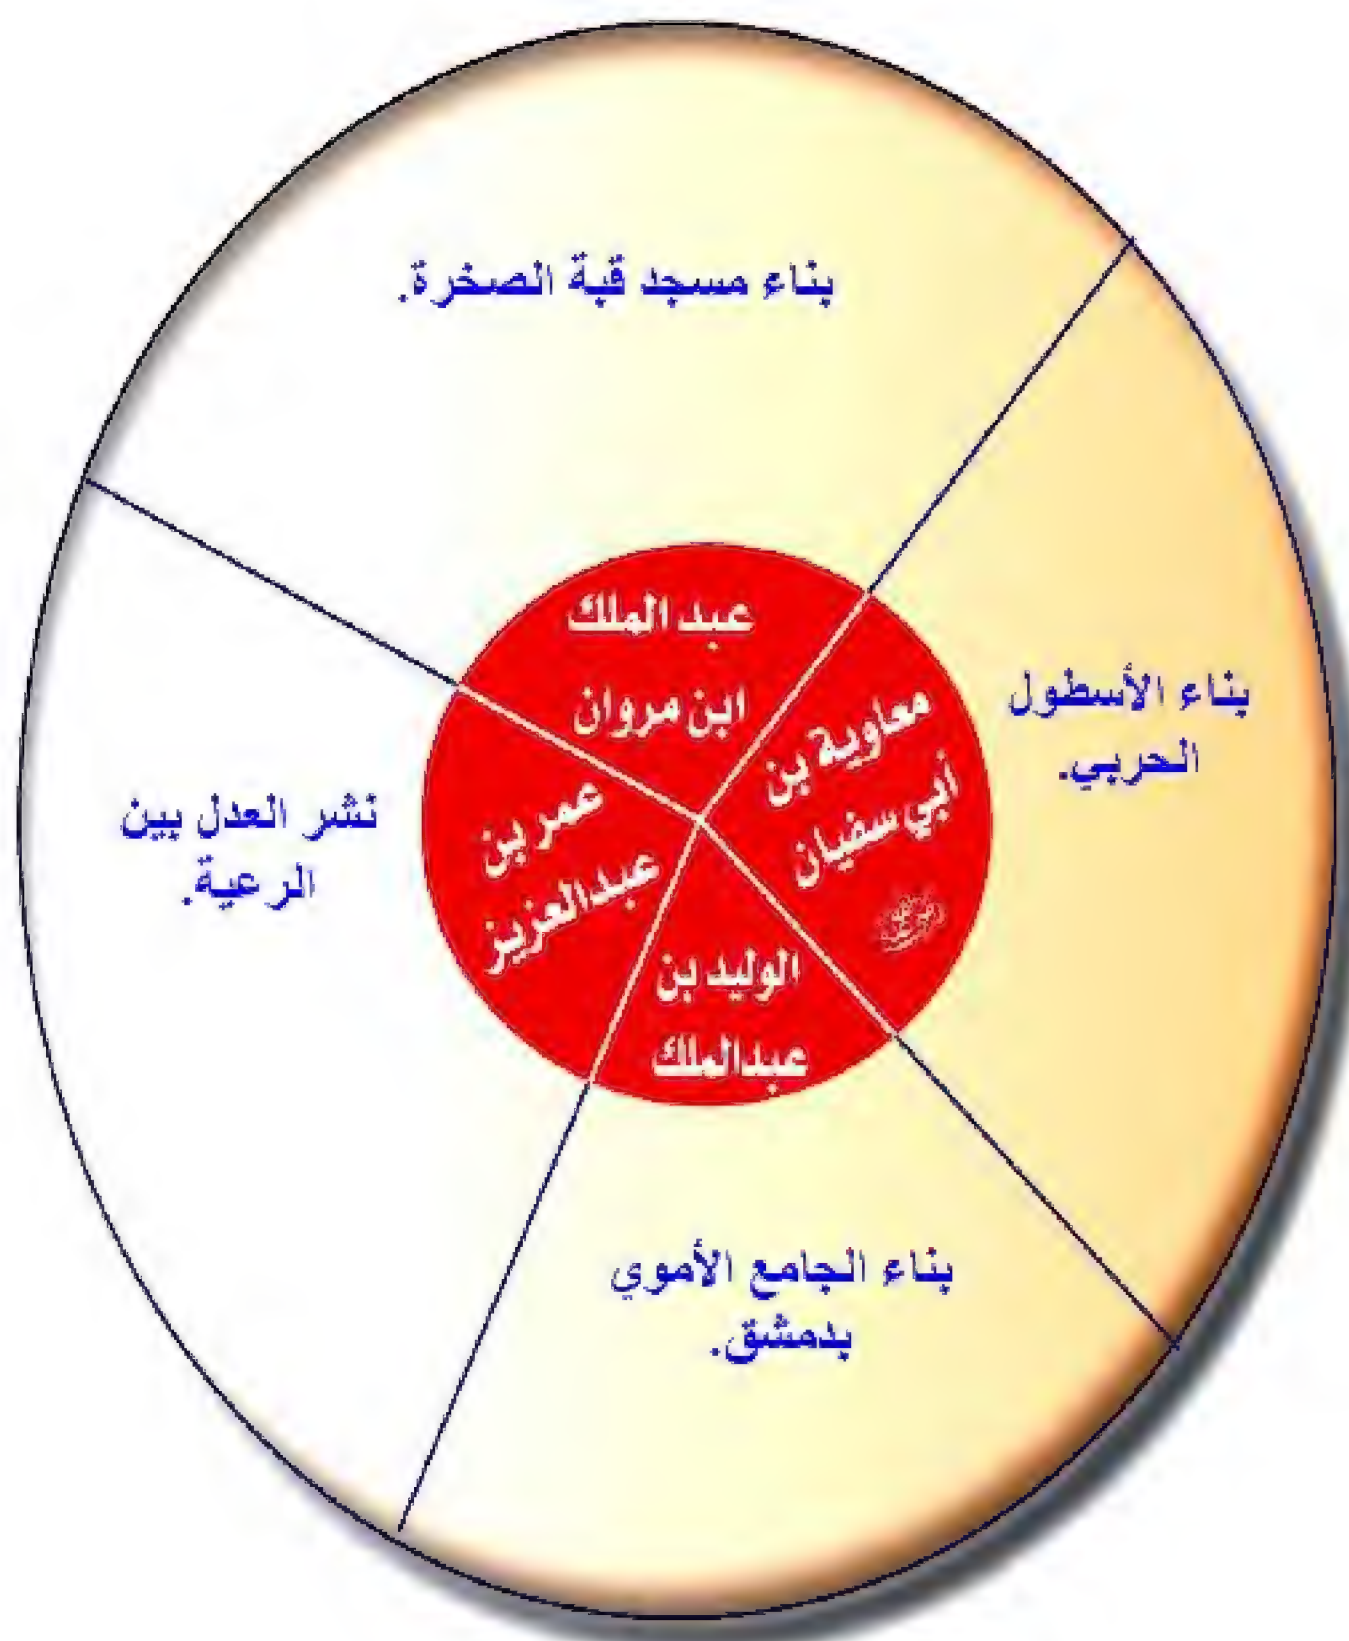 بناء مسجد قبة الصخرة.
عبد الملك
ابن مروان
معاوية بن
أبي سفيان
بناء الأسطول
الحربي.
عمر بن
عبدالعزيز
نشر العدل بين
الرعية.
الوليد بن
عبدالملك
بناء الجامع الأموي
بدمشق.